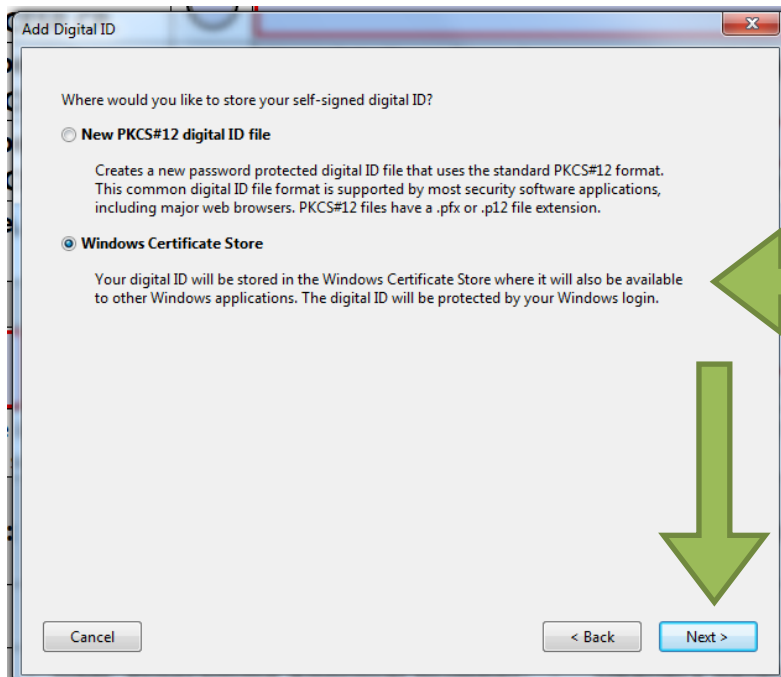 Add Digital ID
Where would you like to store your self-signed digital ID?
New PKCS#12 digital ID file
Creates a new password protected digital ID file that uses the standard PKCS#12 format.
This common digital ID file format is supported by most security software applications,
including major web browsers. PKCS#12 files have a .pfx or .p12 file extension.
Windows Certificate Store
Your digital ID will be stored in the Windows Certificate Store where it will also be available
to other Windows applications. The digital ID will be protected by your Windows login.
Cancel
< Back
Next >